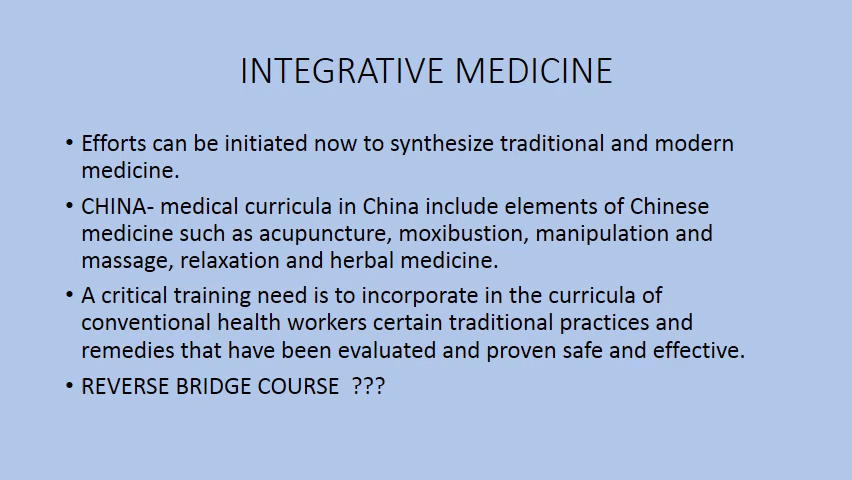 INTEGRATIVE MEDICINE
• Efforts can be initiated now to synthesize traditional and modern
medicine.
• CHINA- medical curricula in China include elements of Chinese
medicine such as acupuncture, moxibustion, manipulation and
massage, relaxation and herbal medicine.
• A critical training need is to incorporate in the curricula of
conventional health workers certain traditional practices and
remedies that have been evaluated and proven safe and effective.
• REVERSE BRIDGE COURSE ???